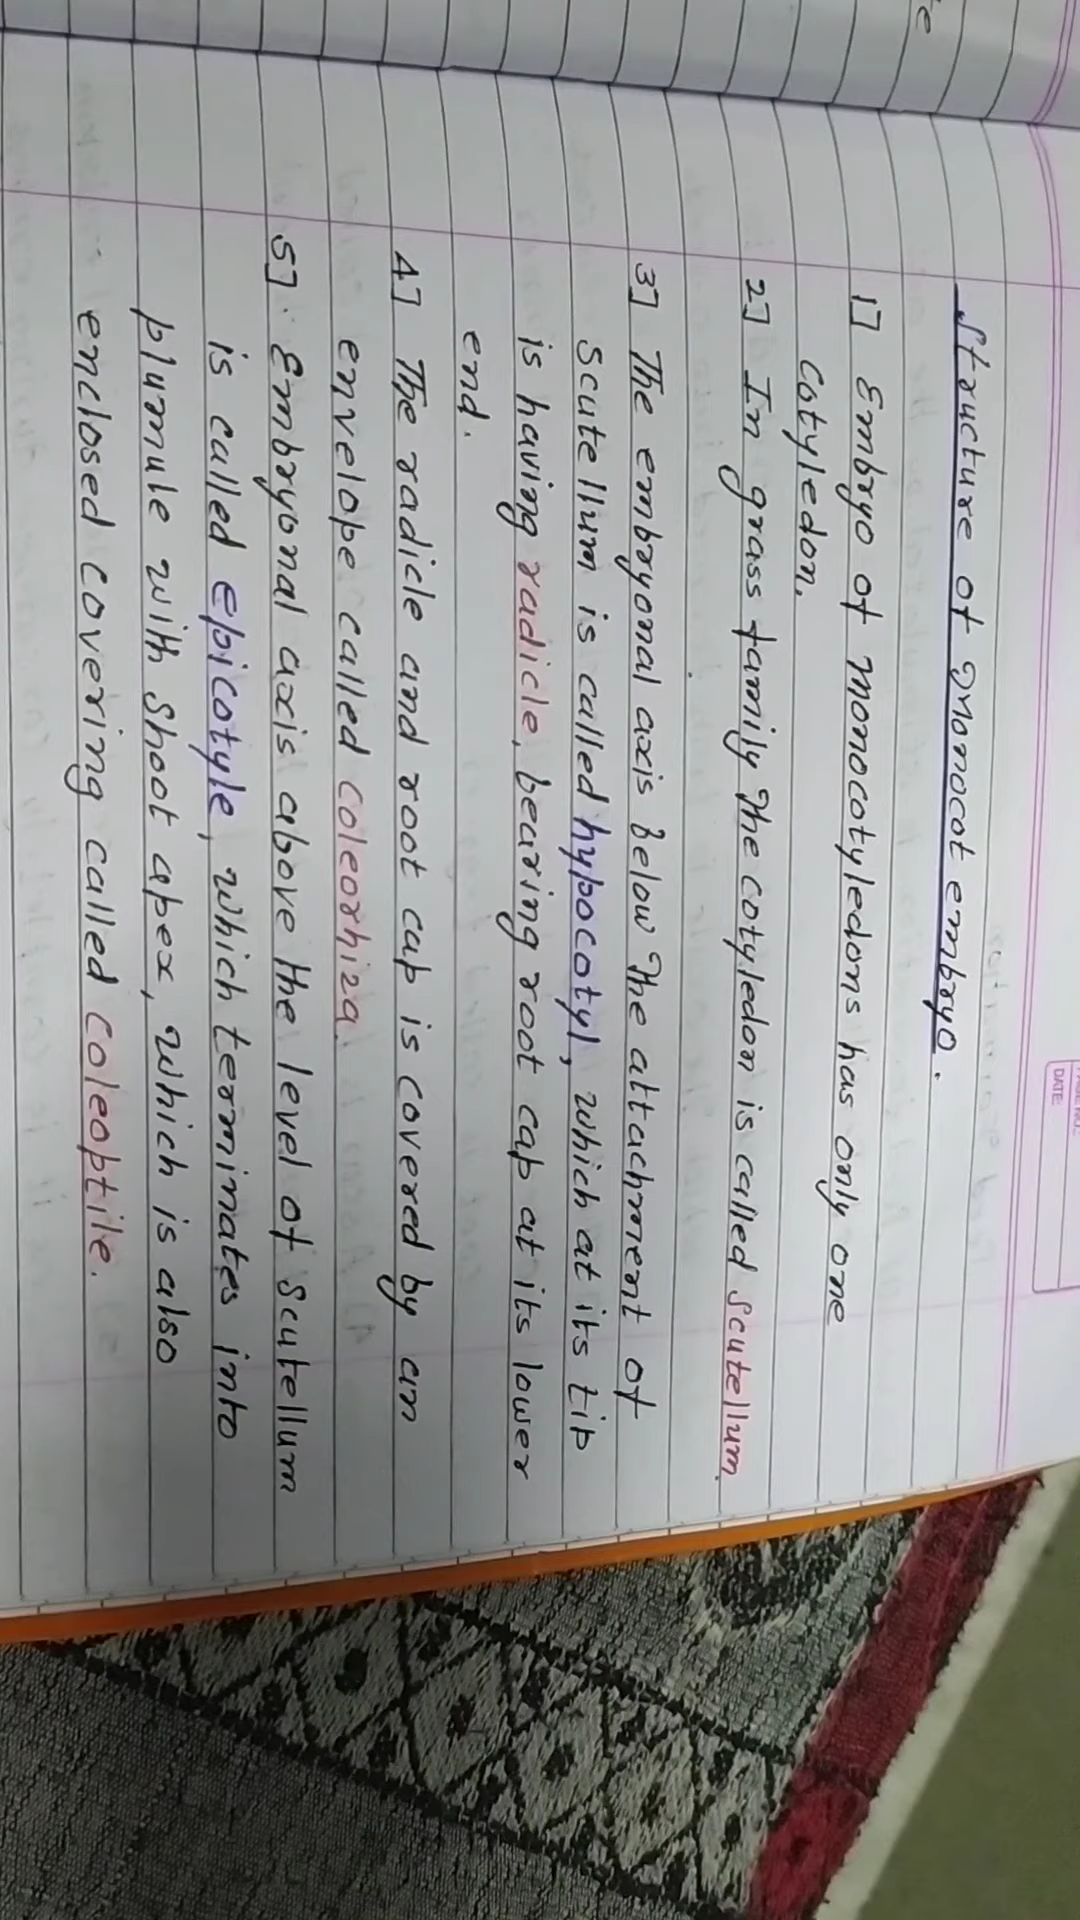 te
PAGE NO.:
DATE:
Structure of monocot embryo.
1] Embryo of monocotyledons has only one
cotyledon.
2] In grass family the cotyledon is called scutellum.
3] The embryonal axis below the attachment of
scutellum is called hypocotyl, which at its tip
is having radicle, bearing root cap at its lower
end.
4] The radicle and root cap is covered by an
envelope called coleorhiza.
5] Embryonal axis above the level of scutellum
is called epicotyle, which terminates into
plumule with shoot apex, which is also
enclosed covering called coleoptile.